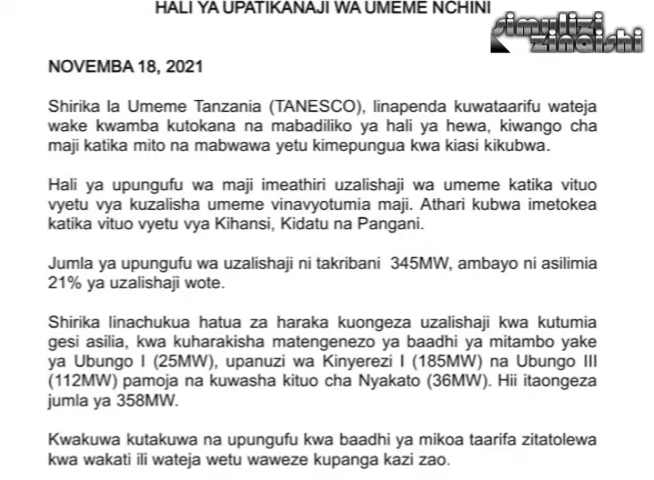 HALI YA UPATIKANAJI WA UMEME NCHINI
simulizi
zinaishi
NOVEMBA 18, 2021
Shirika la Umeme Tanzania (TANESCO), linapenda kuwataarifu wateja
wake kwamba kutokana na mabadiliko ya hali ya hewa, kiwango cha
maji katika mito na mabwawa yetu kimepungua kwa kiasi kikubwa.
Hali ya upungufu wa maji imeathiri uzalishaji wa umeme katika vituo
vyetu vya kuzalisha umeme vinavyotumia maji. Athari kubwa imetokea
katika vituo vyetu vya Kihansi, Kidatu na Pangani.
Jumla ya upungufu wa uzalishaji ni takribani 345MW, ambayo ni asilimia
21% ya uzalishaji wote.
Shirika linachukua hatua za haraka kuongeza uzalishaji kwa kutumia
gesi asilia, kwa kuharakisha matengenezo ya baadhi ya mitambo yake
ya Ubungo I (25MW), upanuzi wa Kinyerezi I (185MW) na Ubungo III
(112MW) pamoja na kuwasha kituo cha Nyakato (36MW). Hii itaongeza
jumla ya 358MW.
Kwakuwa kutakuwa na upungufu kwa baadhi ya mikoa taarifa zitatolewa
kwa wakati ili wateja wetu waweze kupanga kazi zao.